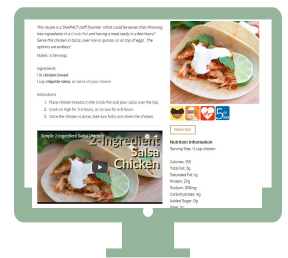 This recipe is a SNAP4CT staff favorite! What could be easier than throwing
two ingredients in a Crock Pot and having a meal ready in a few hours?
Serve this chicken in tacos, over rice or quinoa, or on top of eggs. The
options are endless!
Makes: 4 Servings
Ingredients:
1 lb chicken breast
1 cup chipotle salsa, or salsa of your choice
Instructions:
1. Place chicken breasts in the Crock Pot and pour salsa over the top.
2. Cook on high for 3-4 hours, or on low for 6-8 hours.
3. Once the chicken is done, take two forks and shred the chicken.
Simple 2 Ingredient Salsa Chicken
2-Ingredient
Salsa
Chicken
Nutrition Information
Serving Size: ½ cup chicken
Calories: 155
Total Fat: 3g
Saturated Fat: 1g
Protein: 27g
Carbohydrates: 4g
Added Sugar: 0g